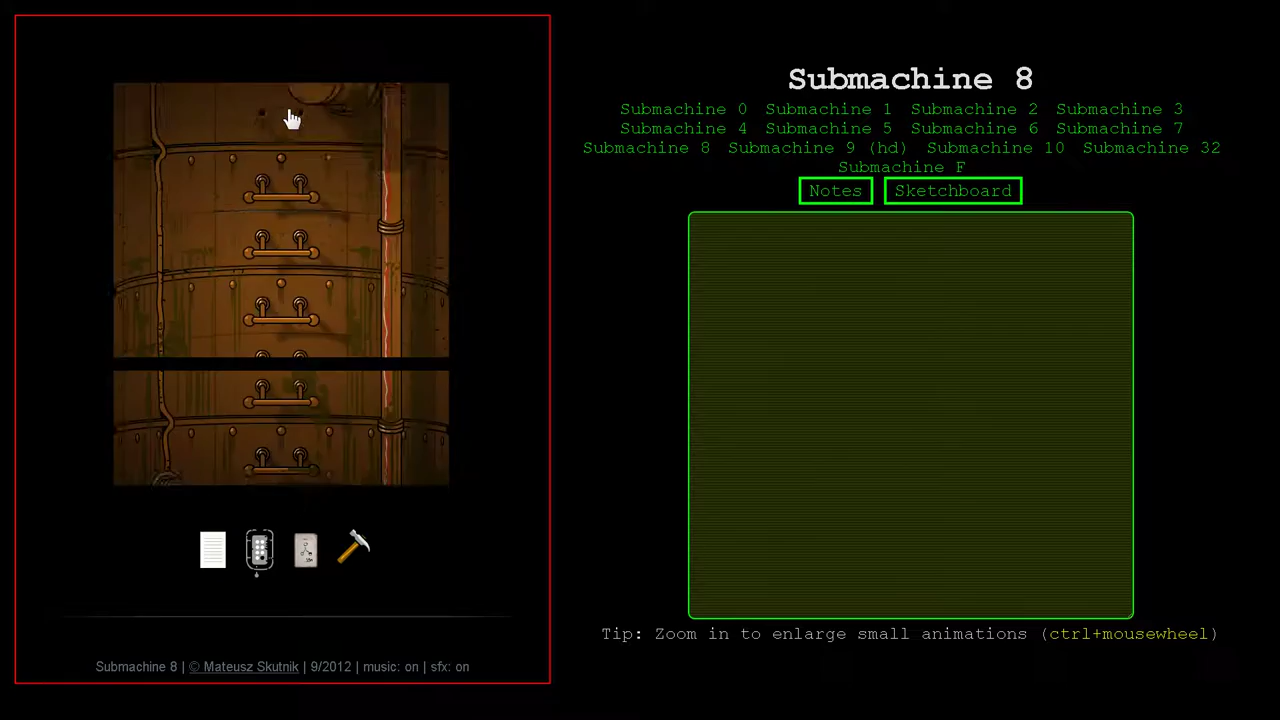 Submachine 8
Submachine 0 Submachine 1 Submachine 2 Submachine 3
Submachine 4 Submachine 5 Submachine 6 Submachine 7
Submachine 8 Submachine 9 (hd) Submachine 10 Submachine 32
Submachine F
Notes Sketchboard
Tip: Zoom in to enlarge small animations (ctrl+mousewheel)
Submachine 8 | © Mateusz Skutnik | 9/2012 | music: on | sfx: on